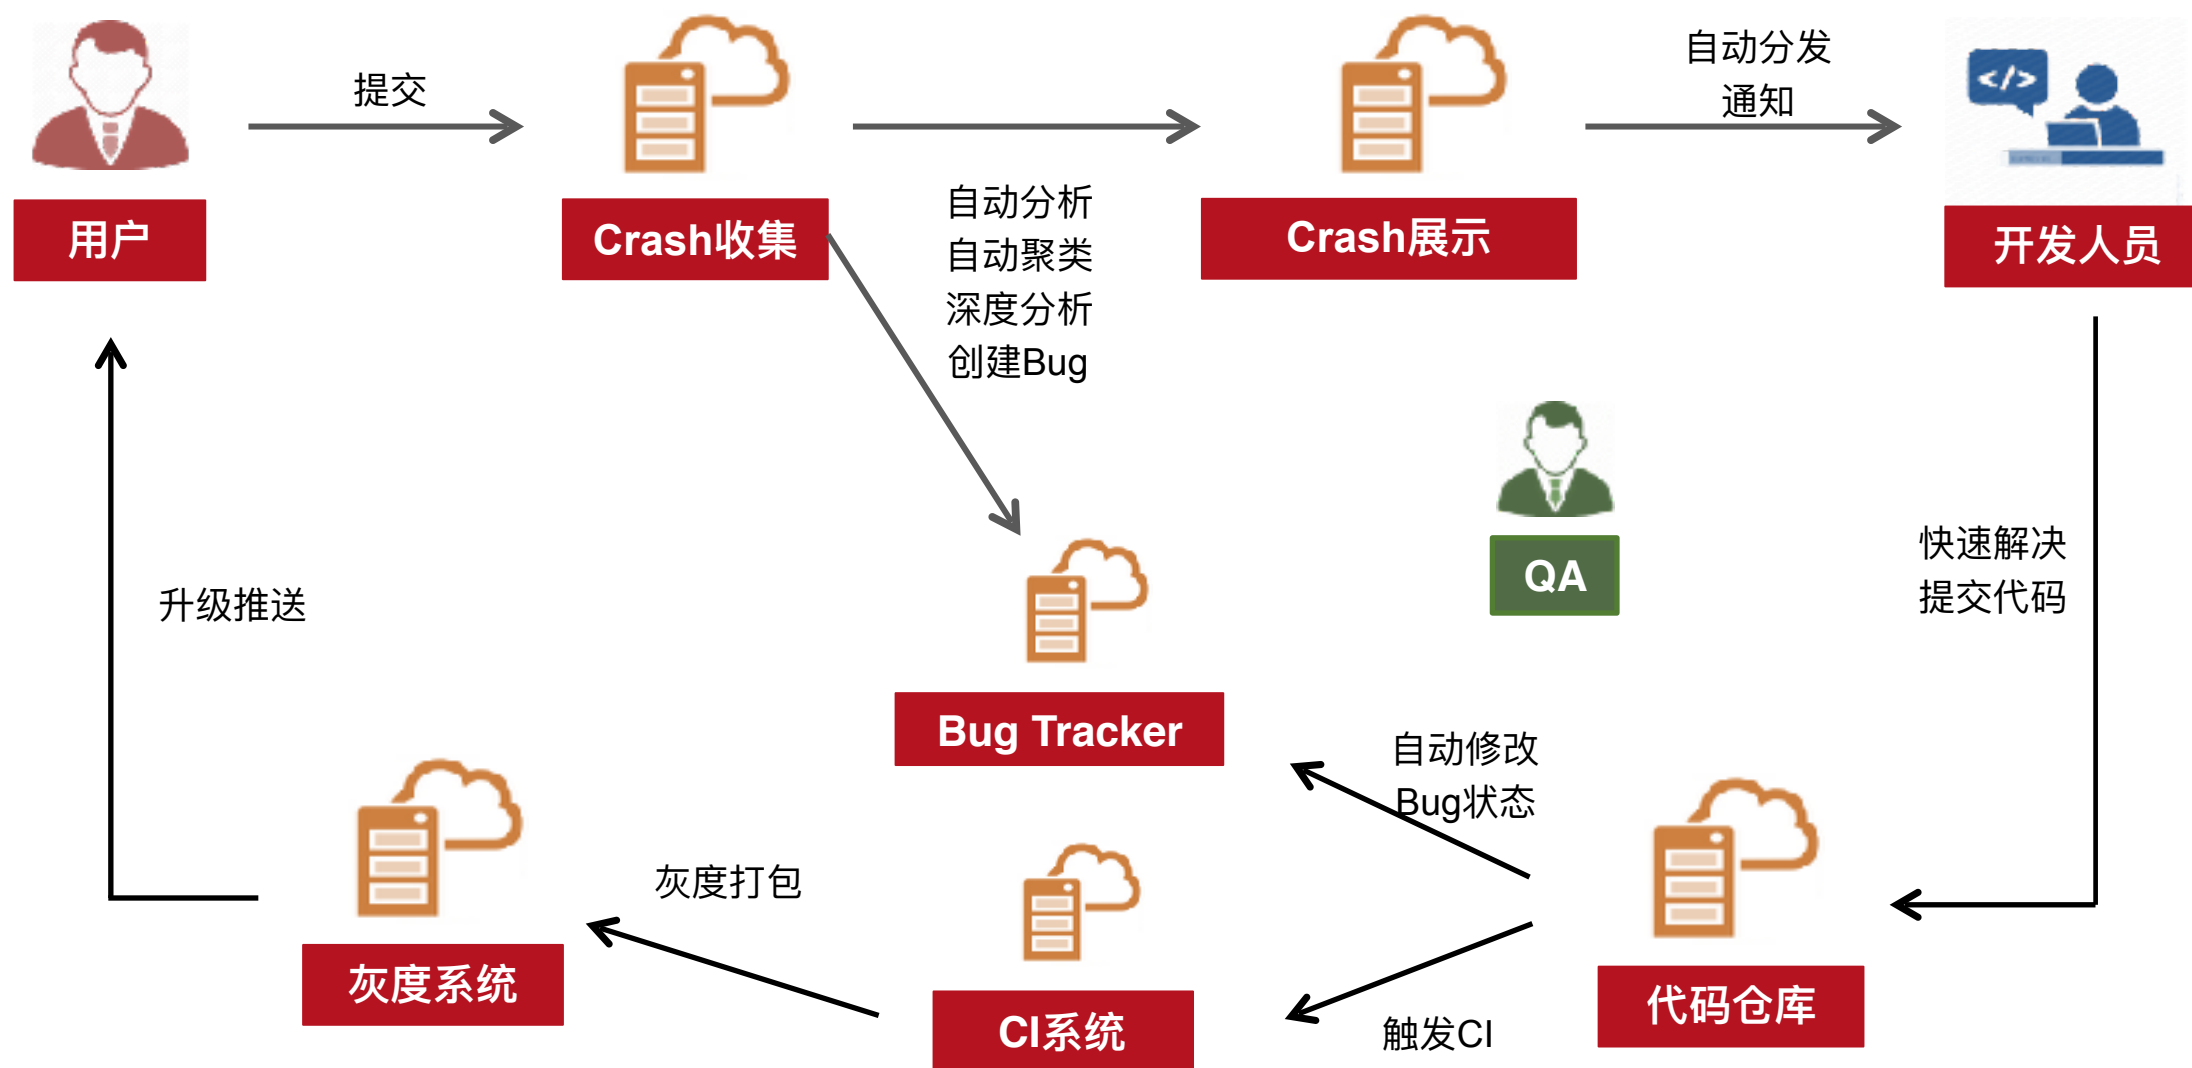 提交
自动分发
通知
用户
Crash收集
自动分析
自动聚类
深度分析
创建Bug
Crash展示
开发人员
QA
快速解决
提交代码
升级推送
Bug Tracker
自动修改
Bug状态
灰度打包
灰度系统
CI系统
触发CI
代码仓库